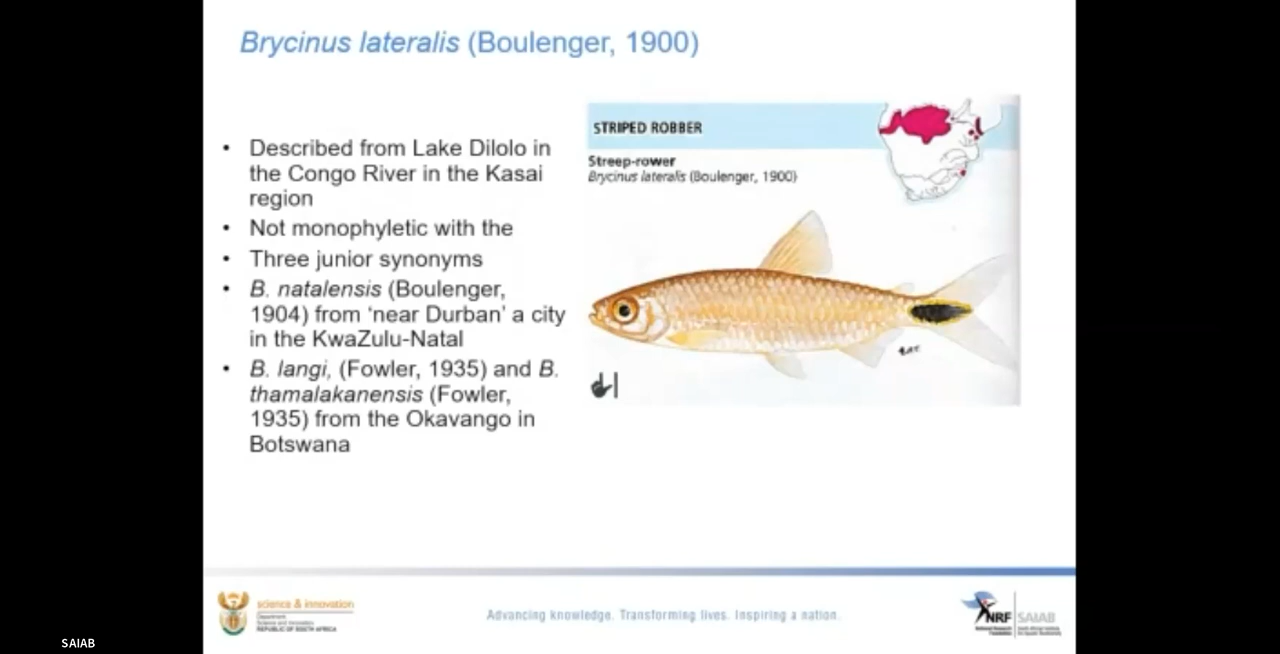 Brycinus lateralis (Boulenger, 1900)
• Described from Lake Dilolo in
the Congo River in the Kasai
region
• Not monophyletic with the
• Three junior synonyms
• B. natalensis (Boulenger,
1904) from ‘near Durban’ a city
in the KwaZulu-Natal
• B. langi, (Fowler, 1935) and B.
thamalakanensis (Fowler,
1935) from the Okavango in
Botswana
STRIPED ROBBER
Streep-rower
Brycinus lateralis (Boulenger, 1900)
science & innovation
Department:
Science and Innovation
REPUBLIC OF SOUTH AFRICA
Advancing knowledge. Transforming lives. Inspiring a nation.
NRF
National Research
Foundation
SAIAB
SAIAB